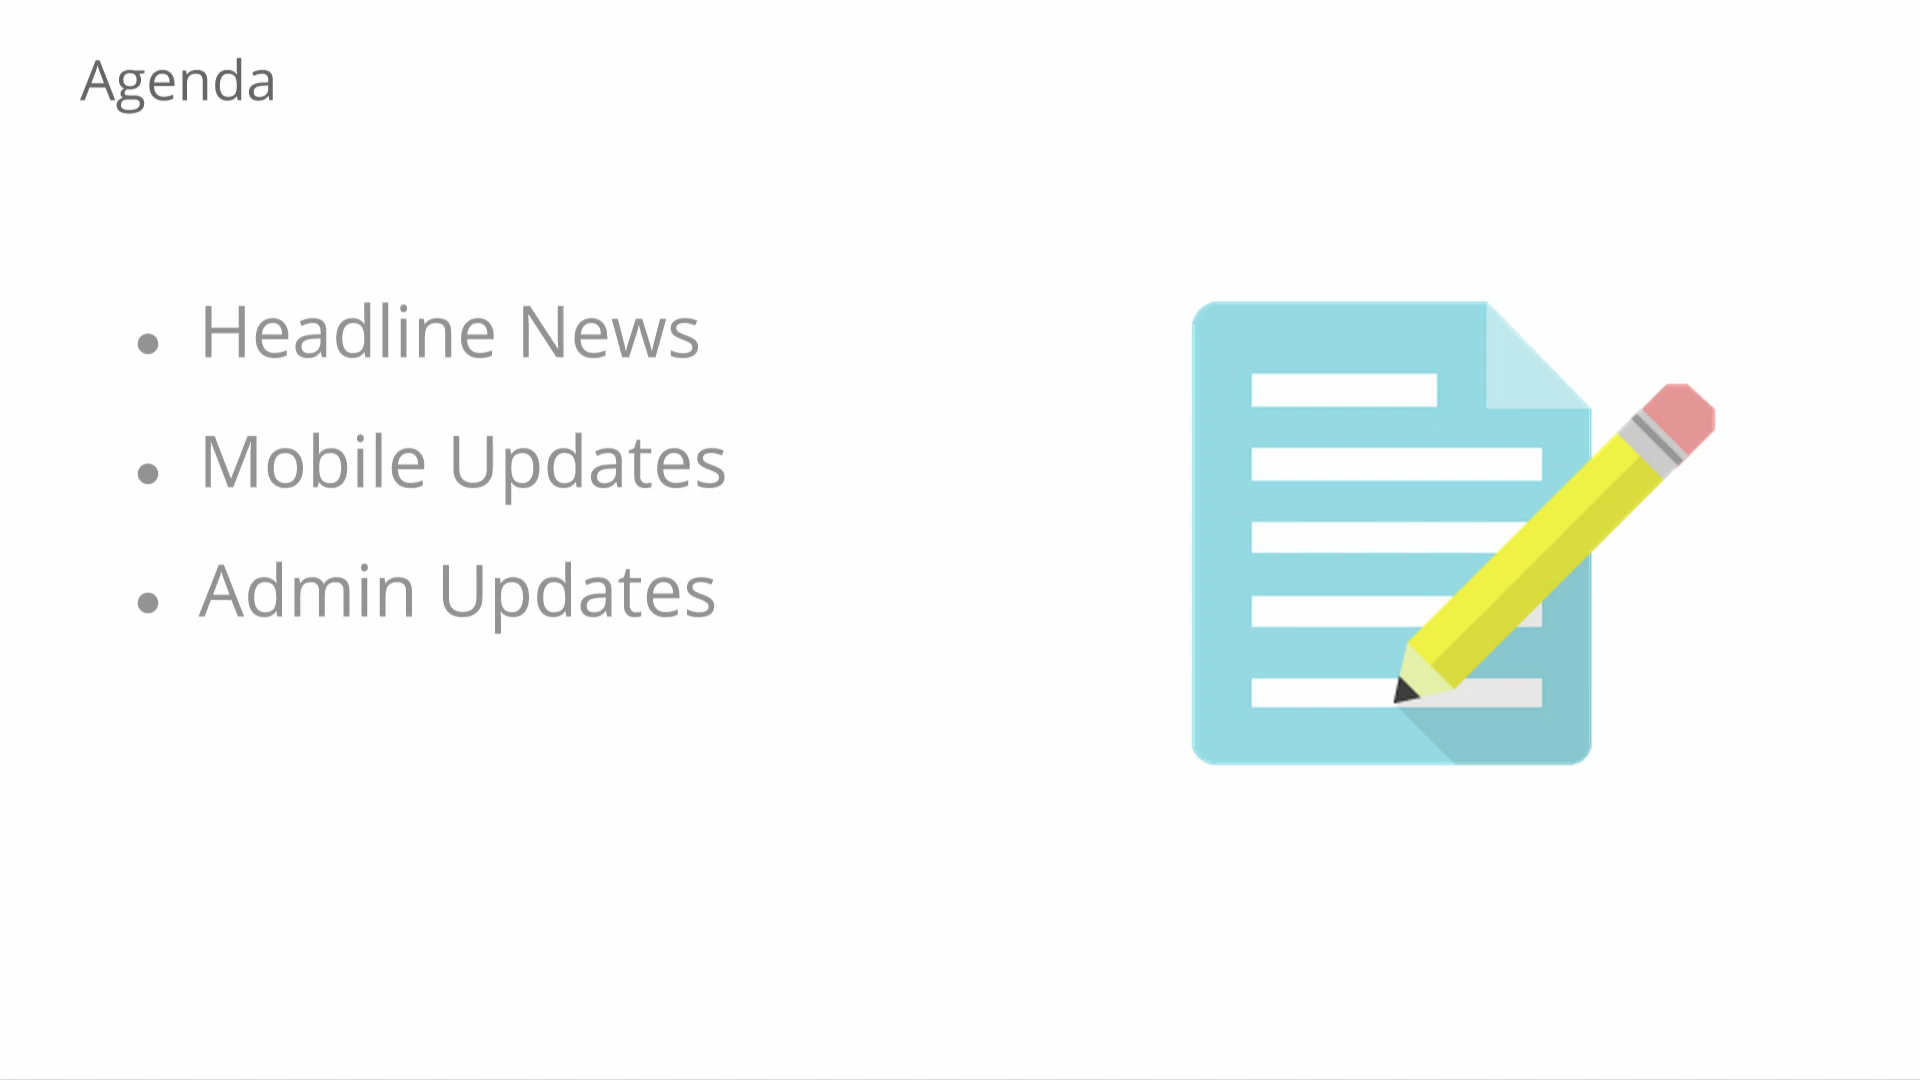 Agenda
• Headline News
• Mobile Updates
• Admin Updates